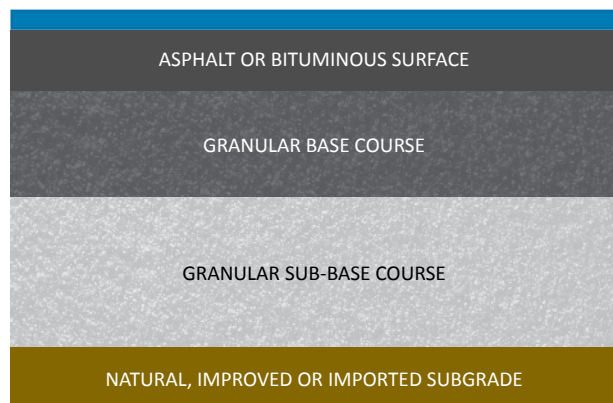 ASPHALT OR BITUMINOUS SURFACE
GRANULAR BASE COURSE
GRANULAR SUB-BASE COURSE
NATURAL, IMPROVED OR IMPORTED SUBGRADE